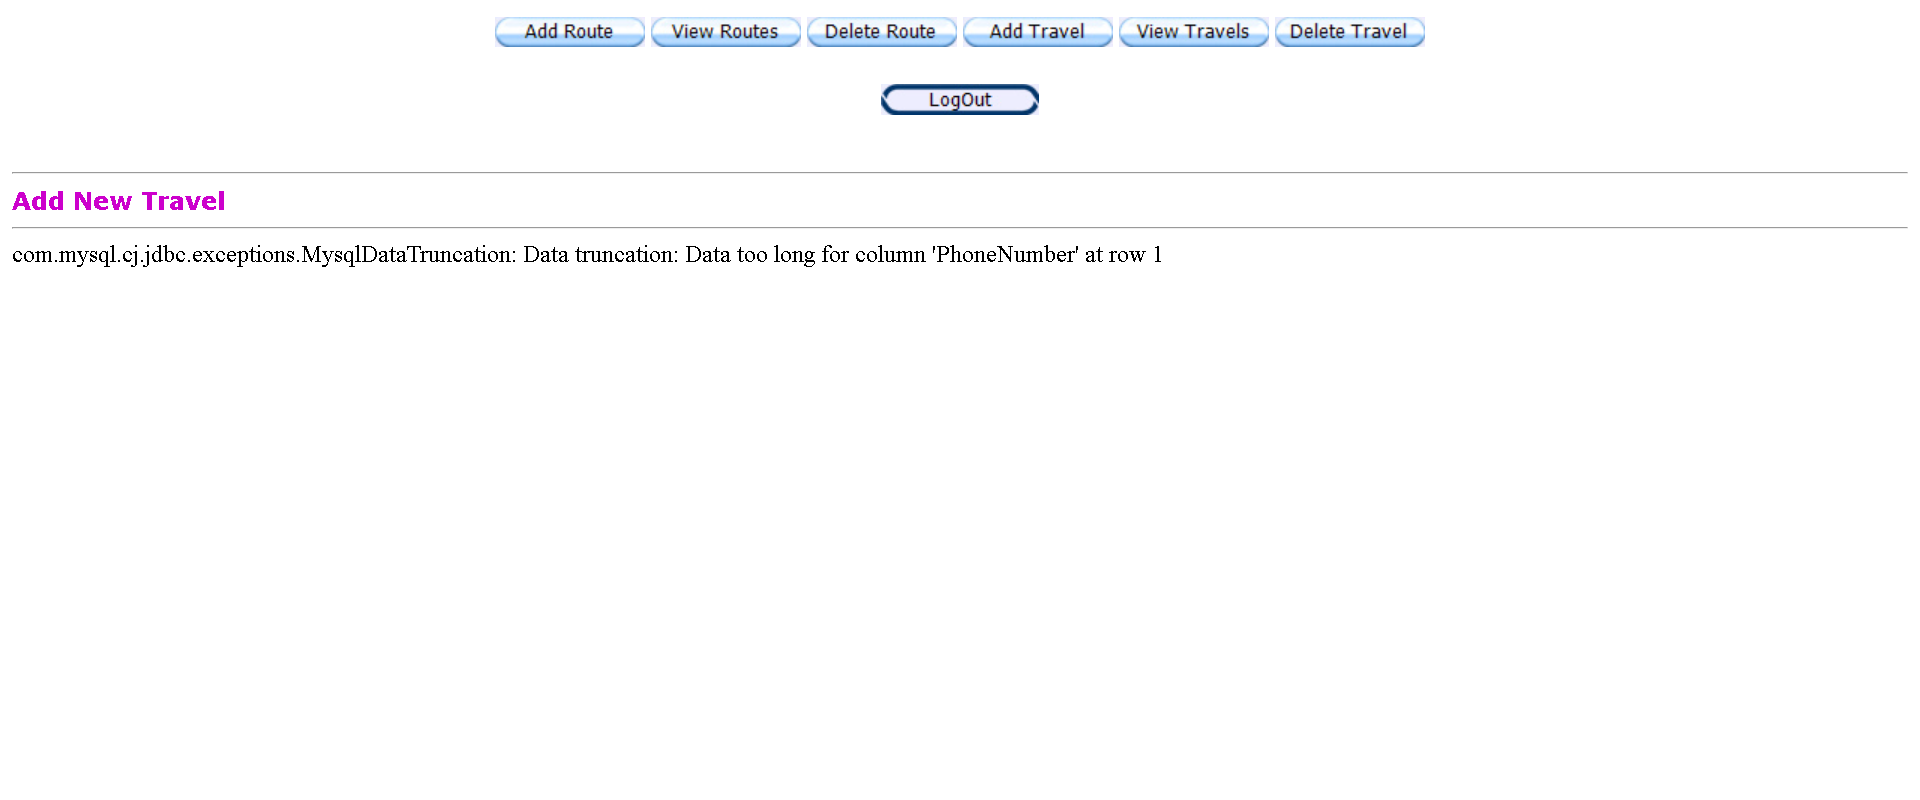 Add Route View Routes Delete Route Add Travel View Travels Delete Travel
LogOut
Add New Travel
com.mysql.cj.jdbc.exceptions.MysqlDataTruncation: Data truncation: Data too long for column 'PhoneNumber' at row 1